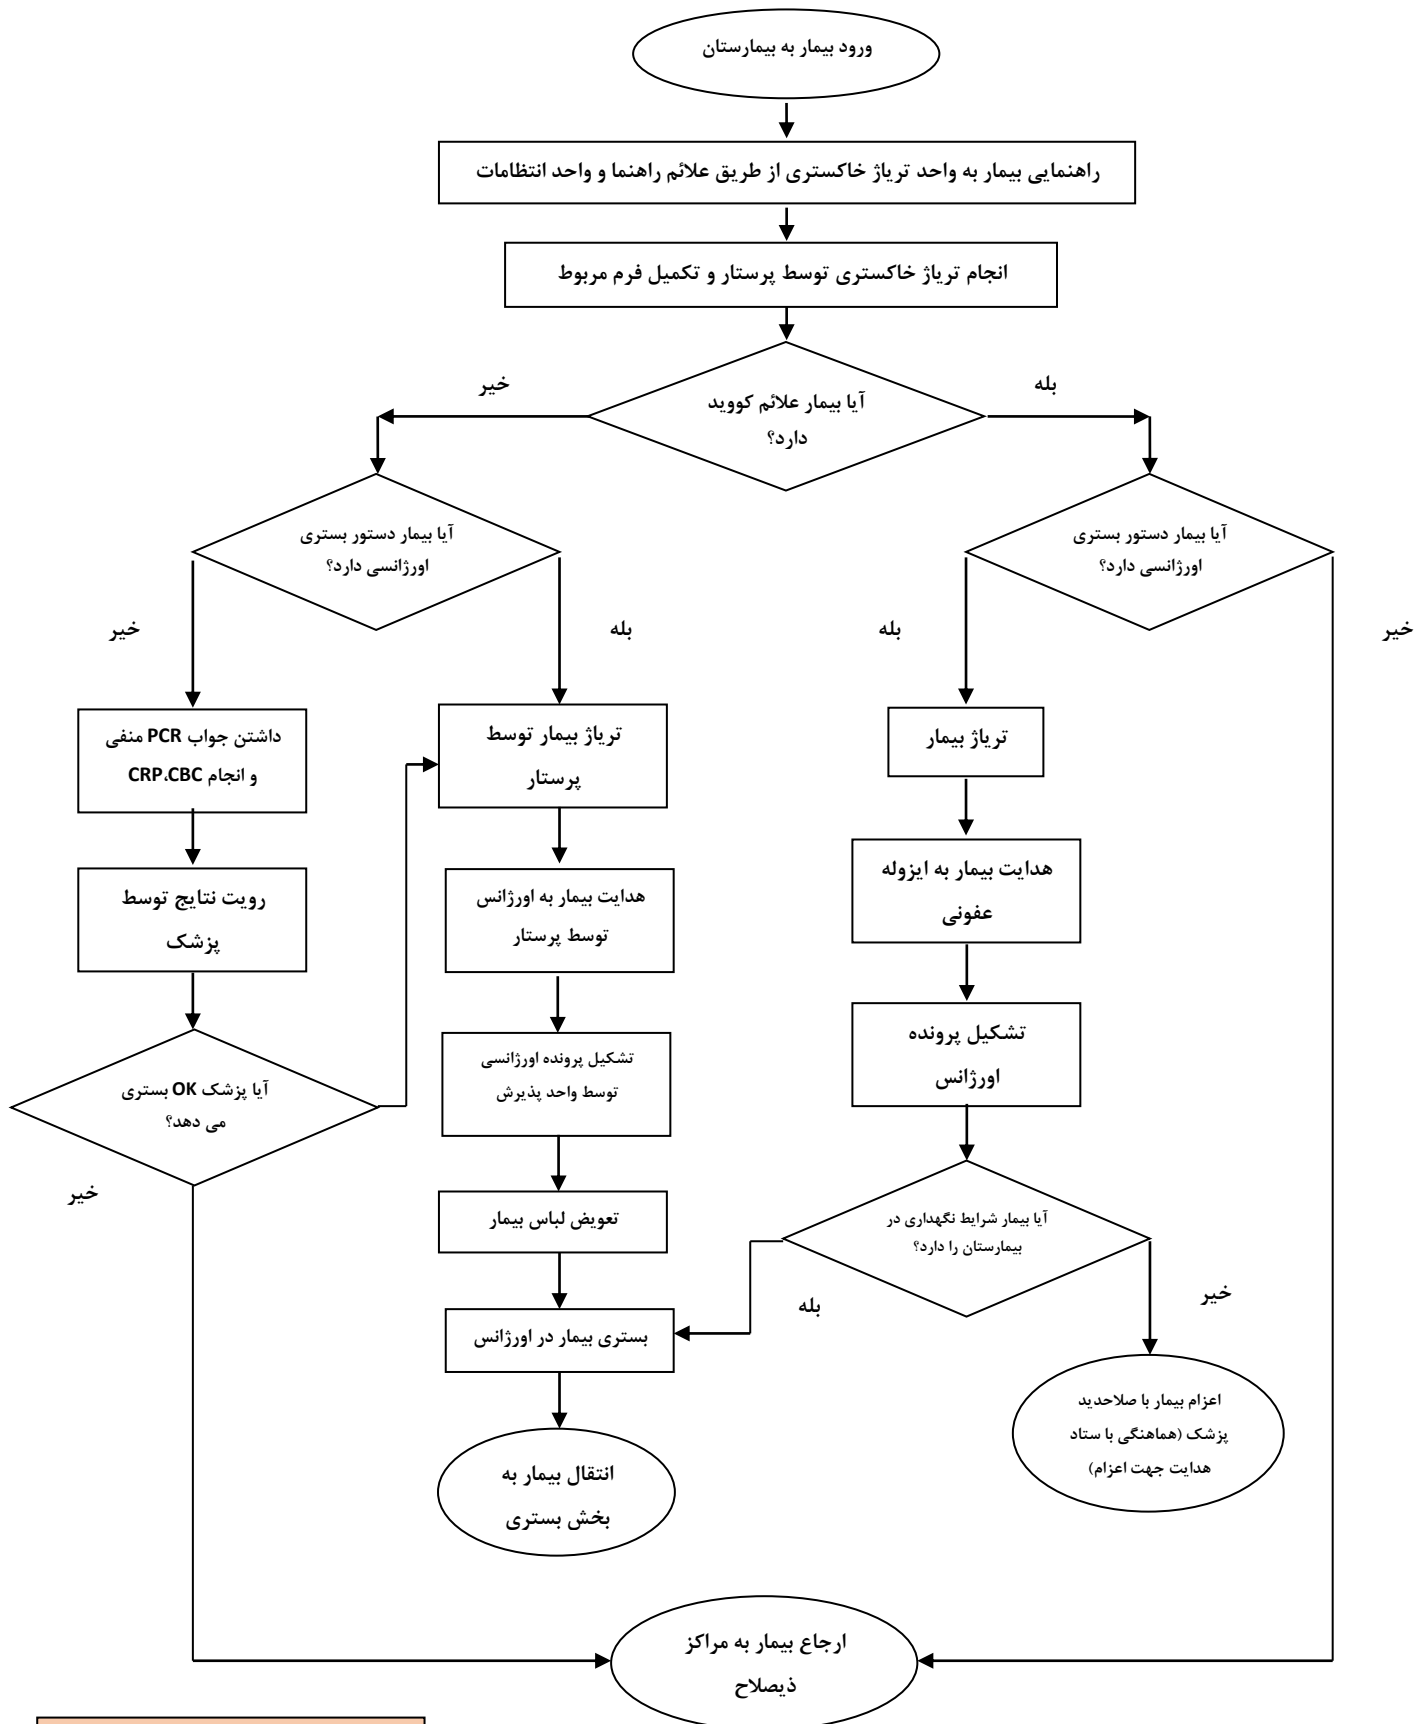 ورود بیمار به بیمارستان
راهنمایی بیمار به واحد تریاژ خاکستری از طریق علائم راهنما و واحد انتظامات
انجام تریاژ خاکستری توسط پرستار و تکمیل فرم مربوط
آیا بیمار علائم کووید
دارد؟
بله
خیر
آیا بیمار دستور بستری
اورژانسی دارد؟
آیا بیمار دستور بستری
اورژانسی دارد؟
خیر
بله
بله
خیر
تریاژ بیمار
تریاژ بیمار توسط
پرستار
داشتن جواب PCR منفی
و انجام CRP،CBC
هدایت بیمار به ایزوله
عفونی
هدایت بیمار به اورژانس
توسط پرستار
رویت نتایج توسط
پزشک
تشکیل پرونده
اورژانس
تشکیل پرونده اورژانسی
توسط واحد پذیرش
آیا پزشک OK بستری
می دهد؟
خیر
تعویض لباس بیمار
آیا بیمار شرایط نگهداری در
بیمارستان را دارد؟
خیر
بله
بستری بیمار در اورژانس
اعزام بیمار با صلاحدید
پزشک (هماهنگی با ستاد
هدایت جهت اعزام)
انتقال بیمار به
بخش بستری
ارجاع بیمار به مراکز
ذیصلاح